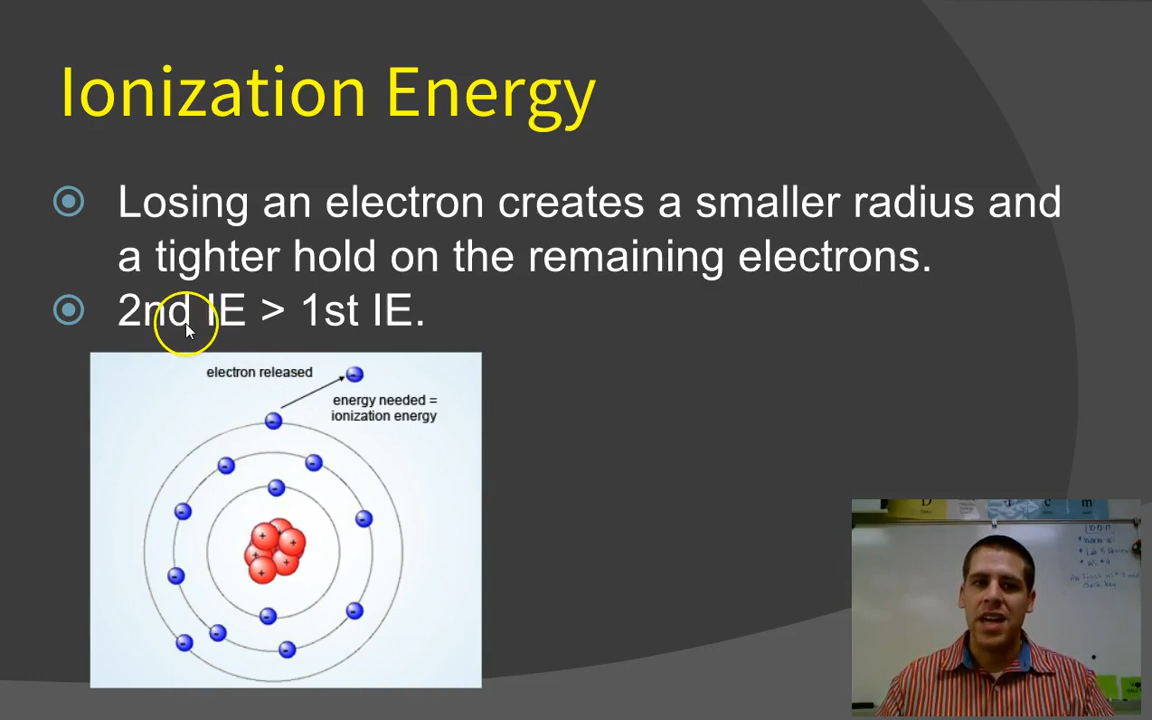 Ionization Energy
Losing an electron creates a smaller radius and
a tighter hold on the remaining electrons.
2nd IE > 1st IE.
electron released
energy needed =
ionization energy
D
c
m